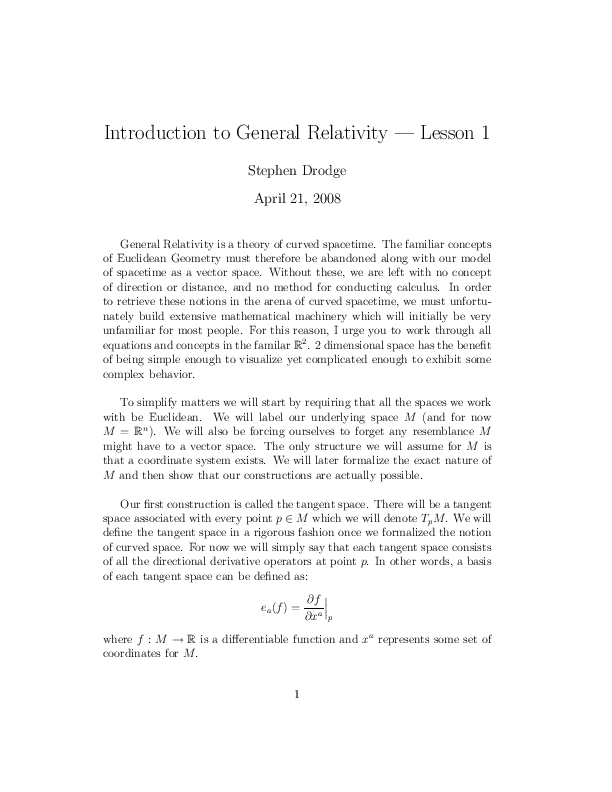 Introduction to General Relativity — Lesson 1
Stephen Drodge
April 21, 2008
General Relativity is a theory of curved spacetime. The familiar concepts
of Euclidean Geometry must therefore be abandoned along with our model
of spacetime as a vector space. Without these, we are left with no concept
of direction or distance, and no method for conducting calculus. In order
to retrieve these notions in the arena of curved spacetime, we must unfortu-
nately build extensive mathematical machinery which will initially be very
unfamiliar for most people. For this reason, I urge you to work through all
equations and concepts in the familar ℝ². 2 dimensional space has the benefit
of being simple enough to visualize yet complicated enough to exhibit some
complex behavior.
To simplify matters we will start by requiring that all the spaces we work
with be Euclidean. We will label our underlying space M (and for now
M = ℝⁿ). We will also be forcing ourselves to forget any resemblance M
might have to a vector space. The only structure we will assume for M is
that a coordinate system exists. We will later formalize the exact nature of
M and then show that our constructions are actually possible.
Our first construction is called the tangent space. There will be a tangent
space associated with every point p ∈ M which we will denote TₚM. We will
define the tangent space in a rigorous fashion once we formalized the notion
of curved space. For now we will simply say that each tangent space consists
of all the directional derivative operators at point p. In other words, a basis
of each tangent space can be defined as:
eₐ(f) = ∂f/∂xᵃ|ₚ
where f : M → ℝ is a differentiable function and xᵃ represents some set of
coordinates for M.
1